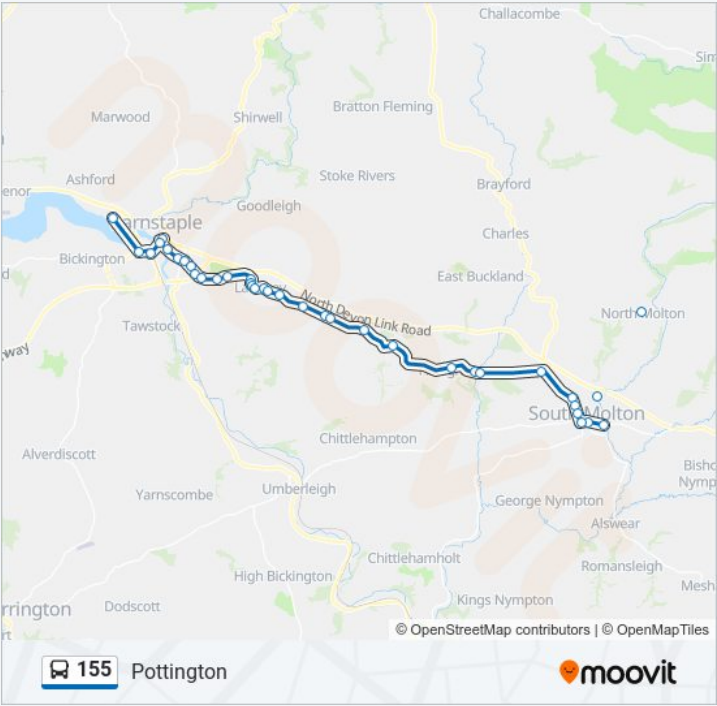 Challacombe
Marwood
Bratton Fleming
Shirwell
Ashford
Stoke Rivers
Brayford
Goodleigh
arnstaple
Charles
Bickington
East Buckland
North Devon Link Road
North Molton
Tawstock
South Molton
Chittlehampton
Alverdiscott
Umberleigh
Yarnscombe
George Nympton
Alswear
Chittlehamholt
Romansleigh
High Bickington
Kings Nympton
Dodscott
rrington
© OpenStreetMap contributors | © OpenMapTiles
155 Pottington
moovit